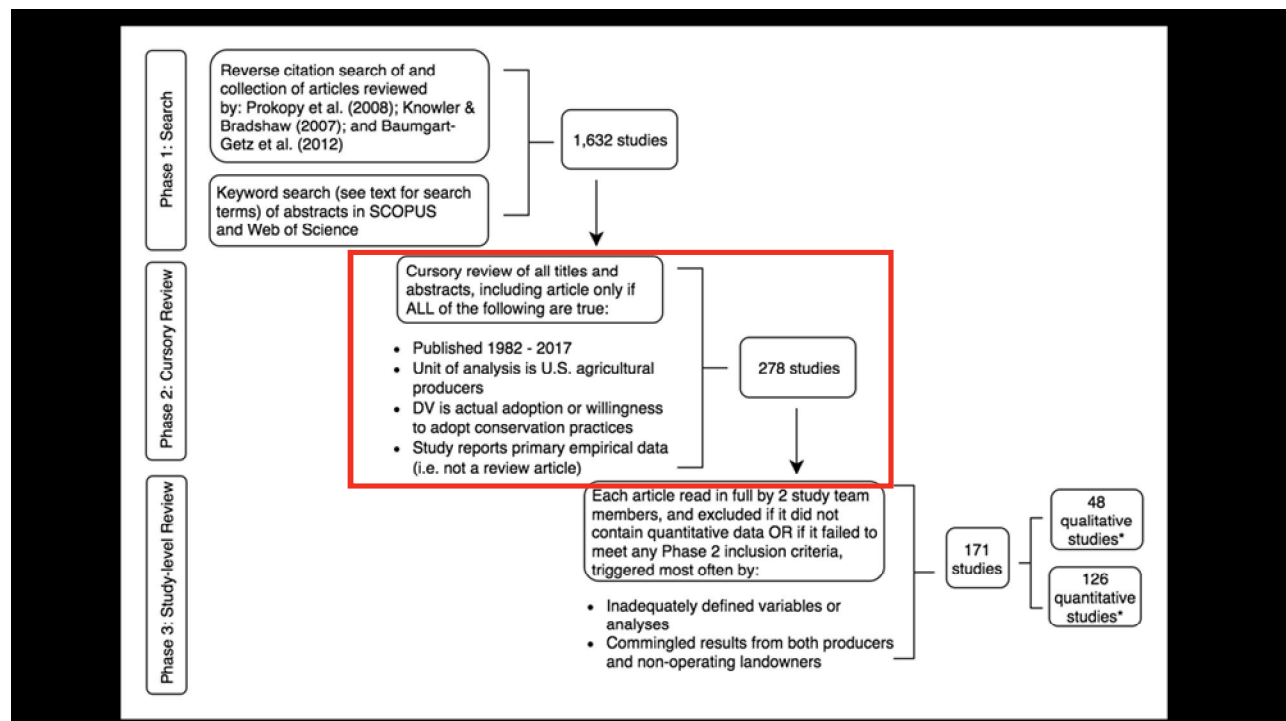 Phase 1: Search
Reverse citation search of and
collection of articles reviewed
by: Prokopy et al. (2008); Knowler &
Bradshaw (2007); and Baumgart-
Getz et al. (2012)
Keyword search (see text for search
terms) of abstracts in SCOPUS
and Web of Science
1,632 studies
Phase 2: Cursory Review
Cursory review of all titles and
abstracts, including article only if
ALL of the following are true:
• Published 1982 - 2017
• Unit of analysis is U.S. agricultural
producers
• DV is actual adoption or willingness
to adopt conservation practices
• Study reports primary empirical data
(i.e. not a review article)
278 studies
Phase 3: Study-level Review
Each article read in full by 2 study team
members, and excluded if it did not
contain quantitative data OR if it failed to
meet any Phase 2 inclusion criteria,
triggered most often by:
• Inadequately defined variables or
analyses
• Commingled results from both producers
and non-operating landowners
171
studies
48
qualitative
studies*
126
quantitative
studies*